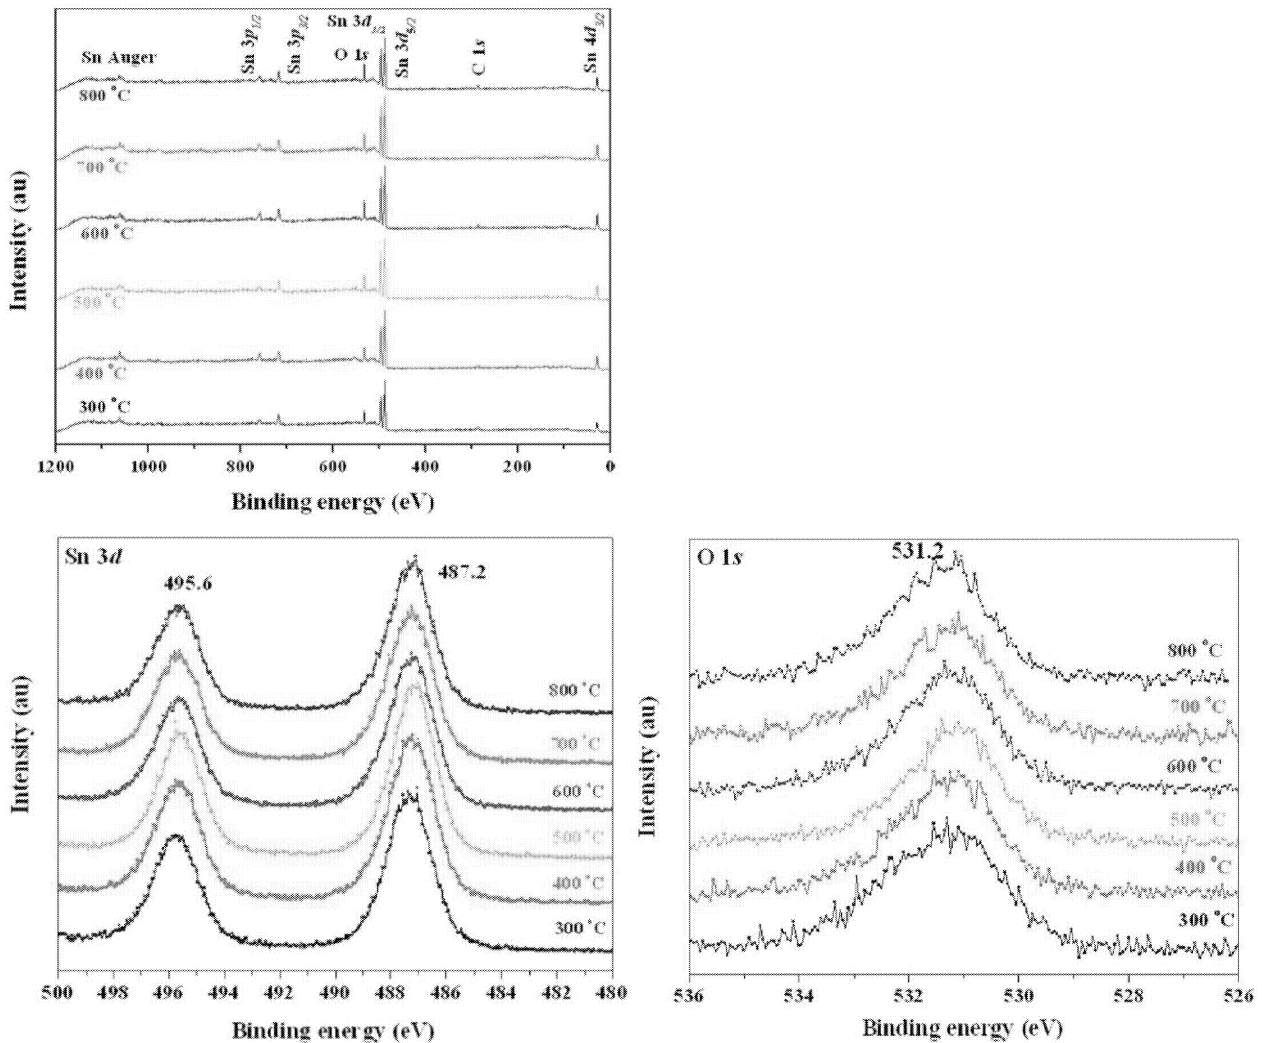 Sn 3d3/2
Sn 3p1/2
Sn 3p3/2
Sn 3d5/2
Sn 4d3/2
Sn Auger
O 1s
C 1s
800 °C
700 °C
600 °C
500 °C
400 °C
300 °C
Intensity (au)
1200 1000 800 600 400 200 0
Binding energy (eV)
Sn 3d
495.6
487.2
800 °C
700 °C
600 °C
500 °C
400 °C
300 °C
Intensity (au)
500 498 496 494 492 490 488 486 484 482 480
Binding energy (eV)
O 1s
531.2
800 °C
700 °C
600 °C
500 °C
400 °C
300 °C
Intensity (au)
536 534 532 530 528 526
Binding energy (eV)